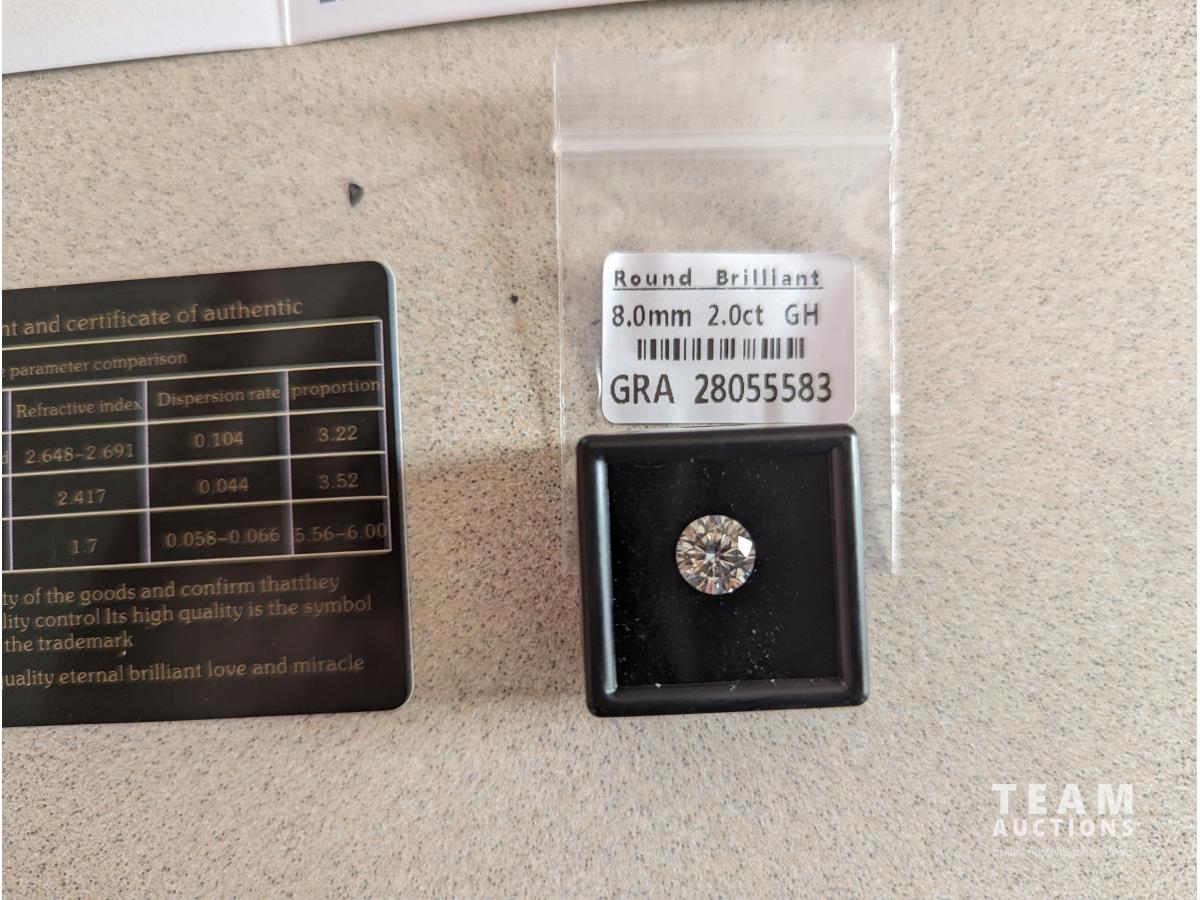 nt and certificate of authentic
parameter comparison
Refractive index Dispersion rate proportion
2.648–2.691 0.104 3.22
2.417 0.044 3.52
1.7 0.058–0.066 5.56–6.00
ty of the goods and confirm thatthey
lity control Its high quality is the symbol
the trademark
uality eternal brilliant love and miracle
Round Brilliant
8.0mm 2.0ct GH
GRA 28055583
TEAM
AUCTIONS